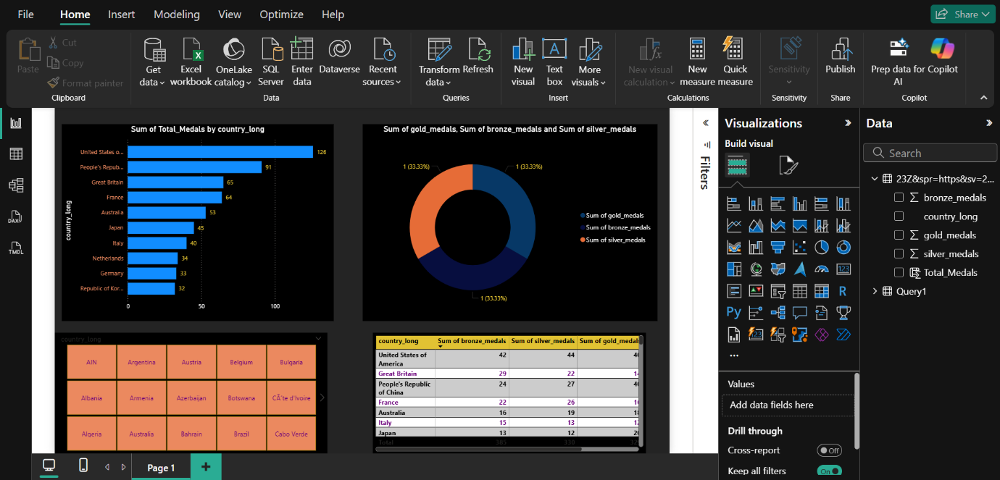 File Home Insert Modeling View Optimize Help Share
Paste Cut
Copy
Format painter
Clipboard
Get data
Excel workbook
OneLake catalog
SQL Server
Enter data
Dataverse
Recent sources
Data
Transform data
Refresh
Queries
New visual
Text box
More visuals
Insert
New visual calculation
New measure
Quick measure
Calculations
Sensitivity
Sensitivity
Publish
Share
Prep data for AI
Copilot
Copilot
DAX
TMDL
Sum of Total_Medals by country_long
country_long
United States o... 126
People's Repub... 91
Great Britain 65
France 64
Australia 53
Japan 45
Italy 40
Netherlands 34
Germany 33
Republic of Kor... 32
0 50 100
Sum of gold_medals, Sum of bronze_medals and Sum of silver_medals
1 (33.33%) 1 (33.33%)
1 (33.33%)
Sum of gold_medals
Sum of bronze_medals
Sum of silver_medals
country_long
AIN Argentina Austria Belgium Bulgaria
Albania Armenia Azerbaijan Botswana CÃ´te d'Ivoire
Algeria Australia Bahrain Brazil Cabo Verde
country_long Sum of bronze_medals Sum of silver_medals Sum of gold_medals
United States of America 42 44
Great Britain 29 22
People's Republic of China 24 27
France 22 26
Australia 16 19
Italy 15 13
Japan 13 12
Total 385 330
Page 1
Filters
Visualizations
Build visual
123
R
Py
123
...
Values
Add data fields here
Drill through
Cross-report Off
Keep all filters On
Data
Search
23Z&spr=https&sv=2...
bronze_medals
country_long
gold_medals
silver_medals
Total_Medals
Query1